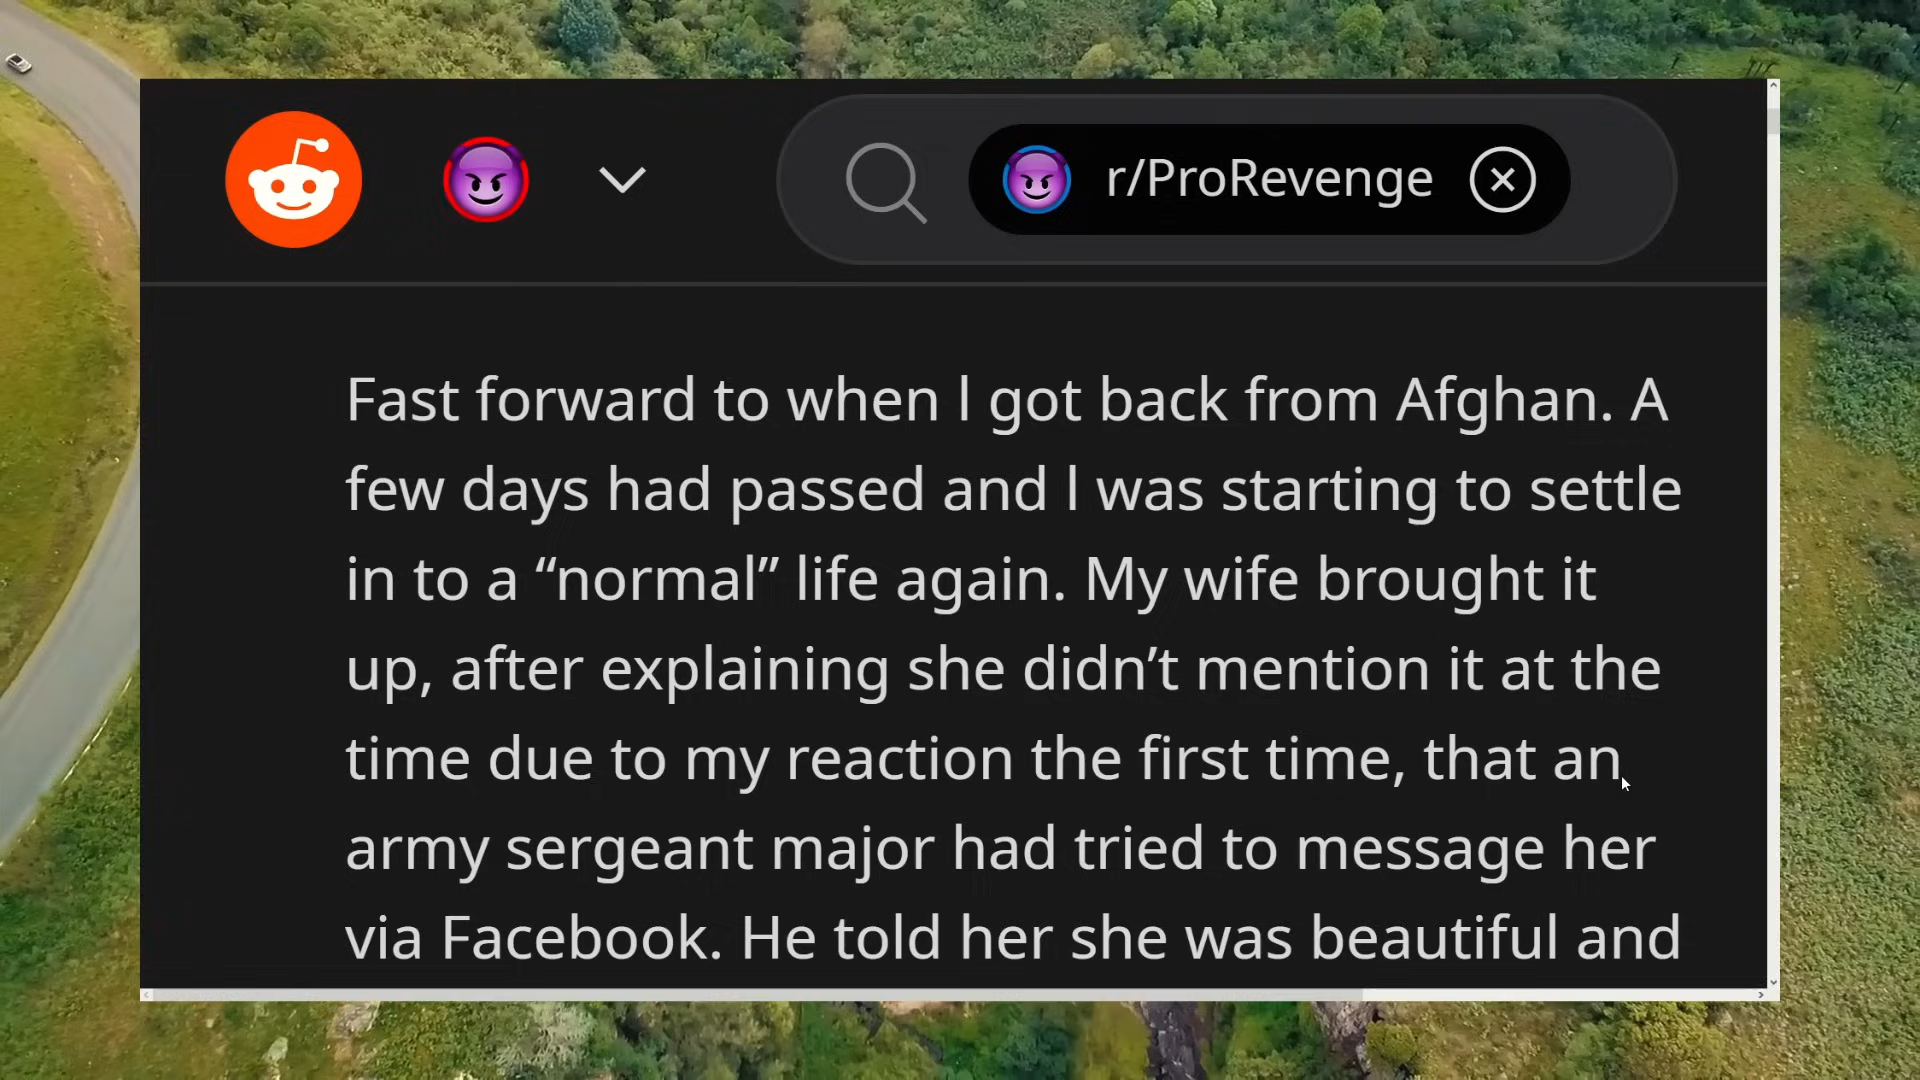 r/ProRevenge
Fast forward to when I got back from Afghan. A
few days had passed and I was starting to settle
in to a “normal” life again. My wife brought it
up, after explaining she didn’t mention it at the
time due to my reaction the first time, that an
army sergeant major had tried to message her
via Facebook. He told her she was beautiful and